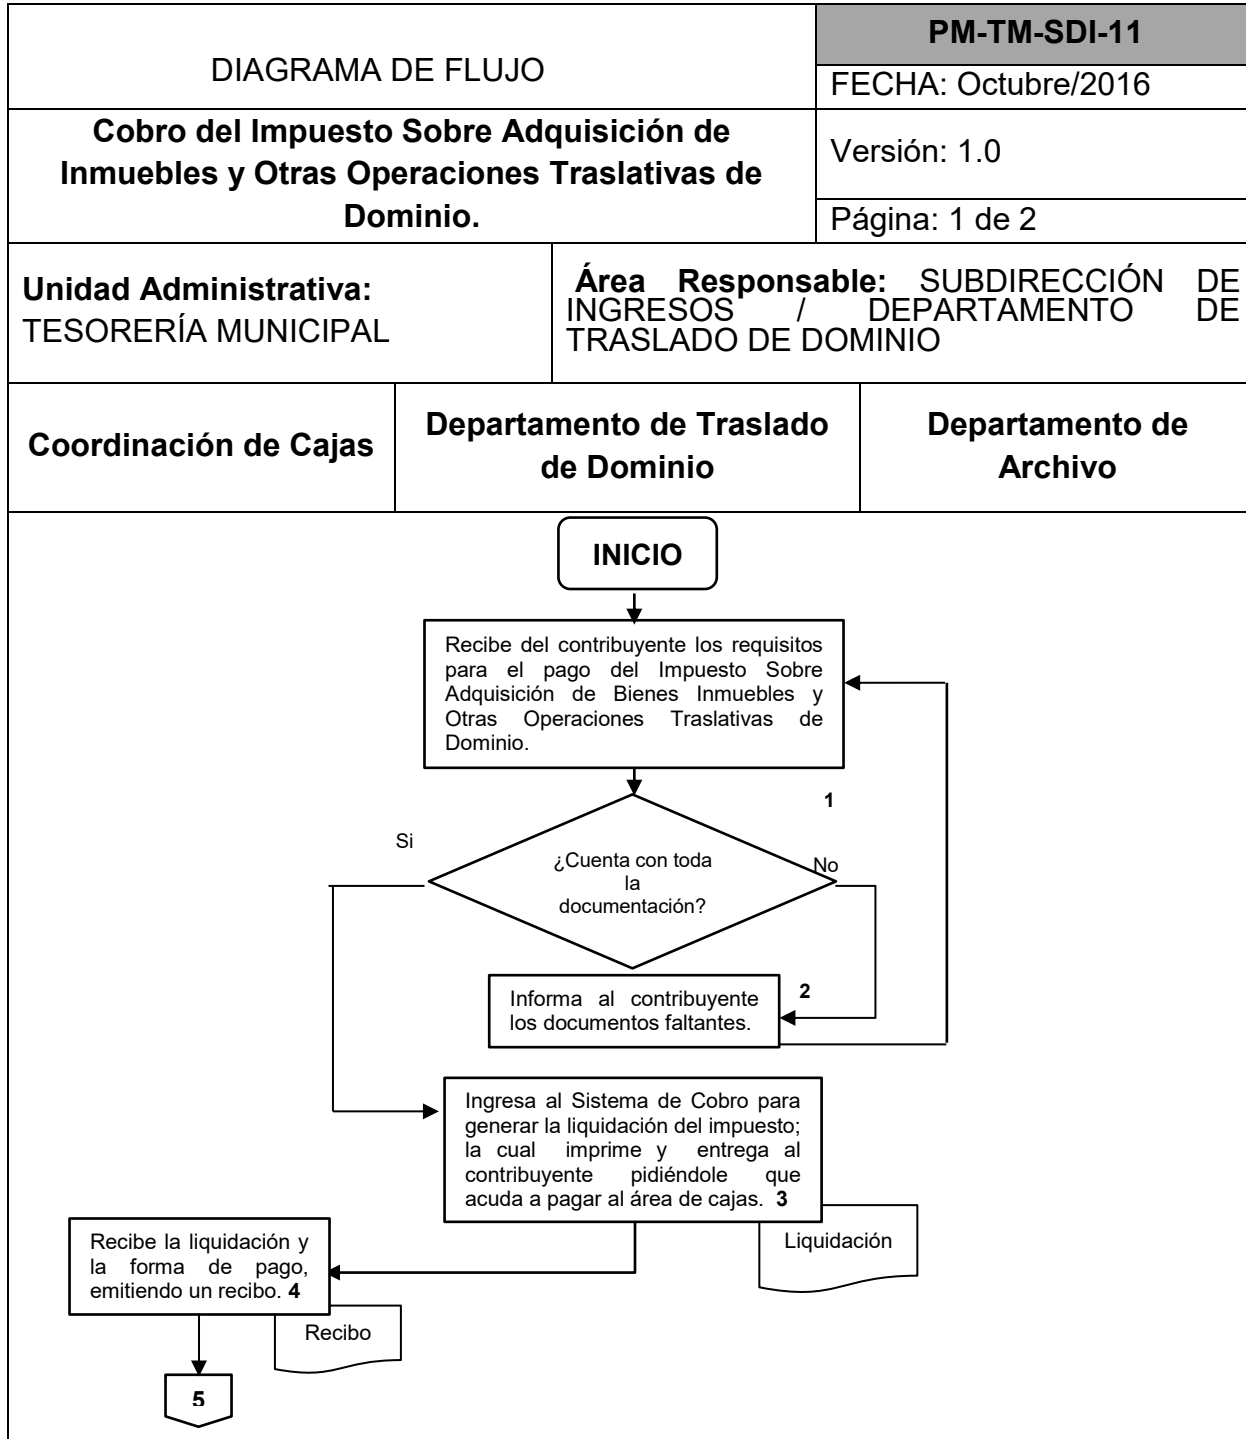 PM-TM-SDI-11
DIAGRAMA DE FLUJO
FECHA: Octubre/2016
Cobro del Impuesto Sobre Adquisición de
Inmuebles y Otras Operaciones Traslativas de
Dominio.
Versión: 1.0
Página: 1 de 2
Unidad Administrativa:
TESORERÍA MUNICIPAL
Área Responsable: SUBDIRECCIÓN DE
INGRESOS / DEPARTAMENTO DE
TRASLADO DE DOMINIO
Coordinación de Cajas
Departamento de Traslado
de Dominio
Departamento de
Archivo
INICIO
Recibe del contribuyente los requisitos
para el pago del Impuesto Sobre
Adquisición de Bienes Inmuebles y
Otras Operaciones Traslativas de
Dominio.
1
Si
¿Cuenta con toda
la
documentación?
No
Informa al contribuyente
los documentos faltantes.
2
Ingresa al Sistema de Cobro para
generar la liquidación del impuesto;
la cual imprime y entrega al
contribuyente pidiéndole que
acuda a pagar al área de cajas. 3
Liquidación
Recibe la liquidación y
la forma de pago,
emitiendo un recibo. 4
Recibo
5